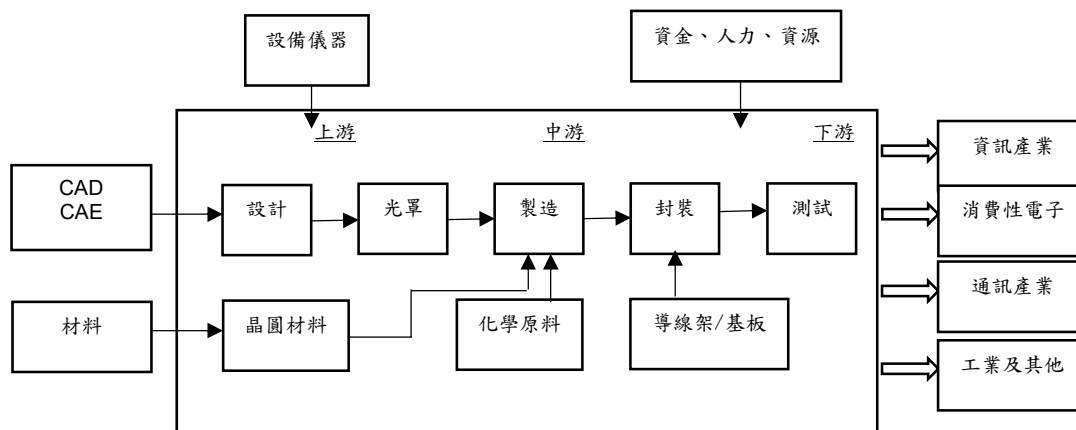 設備儀器
資金、人力、資源
上游
中游
下游
CAD
CAE
設計
光罩
製造
封裝
測試
材料
晶圓材料
化學原料
導線架/基板
資訊產業
消費性電子
通訊產業
工業及其他